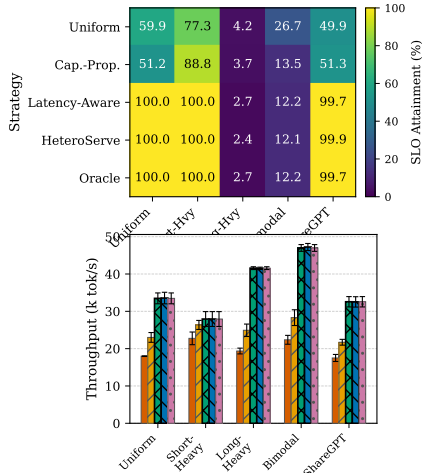 Uniform 59.9 77.3 4.2 26.7 49.9
Cap.-Prop. 51.2 88.8 3.7 13.5 51.3
Latency-Aware 100.0 100.0 2.7 12.2 99.7
HeteroServe 100.0 100.0 2.4 12.1 99.9
Oracle 100.0 100.0 2.7 12.2 99.7
Strategy
100
80
60
40
20
0
SLO Attainment (%)
50
40
30
20
10
0
Throughput (k tok/s)
Uniform
Short-
Heavy
Long-
Heavy
Bimodal
ShareGPT